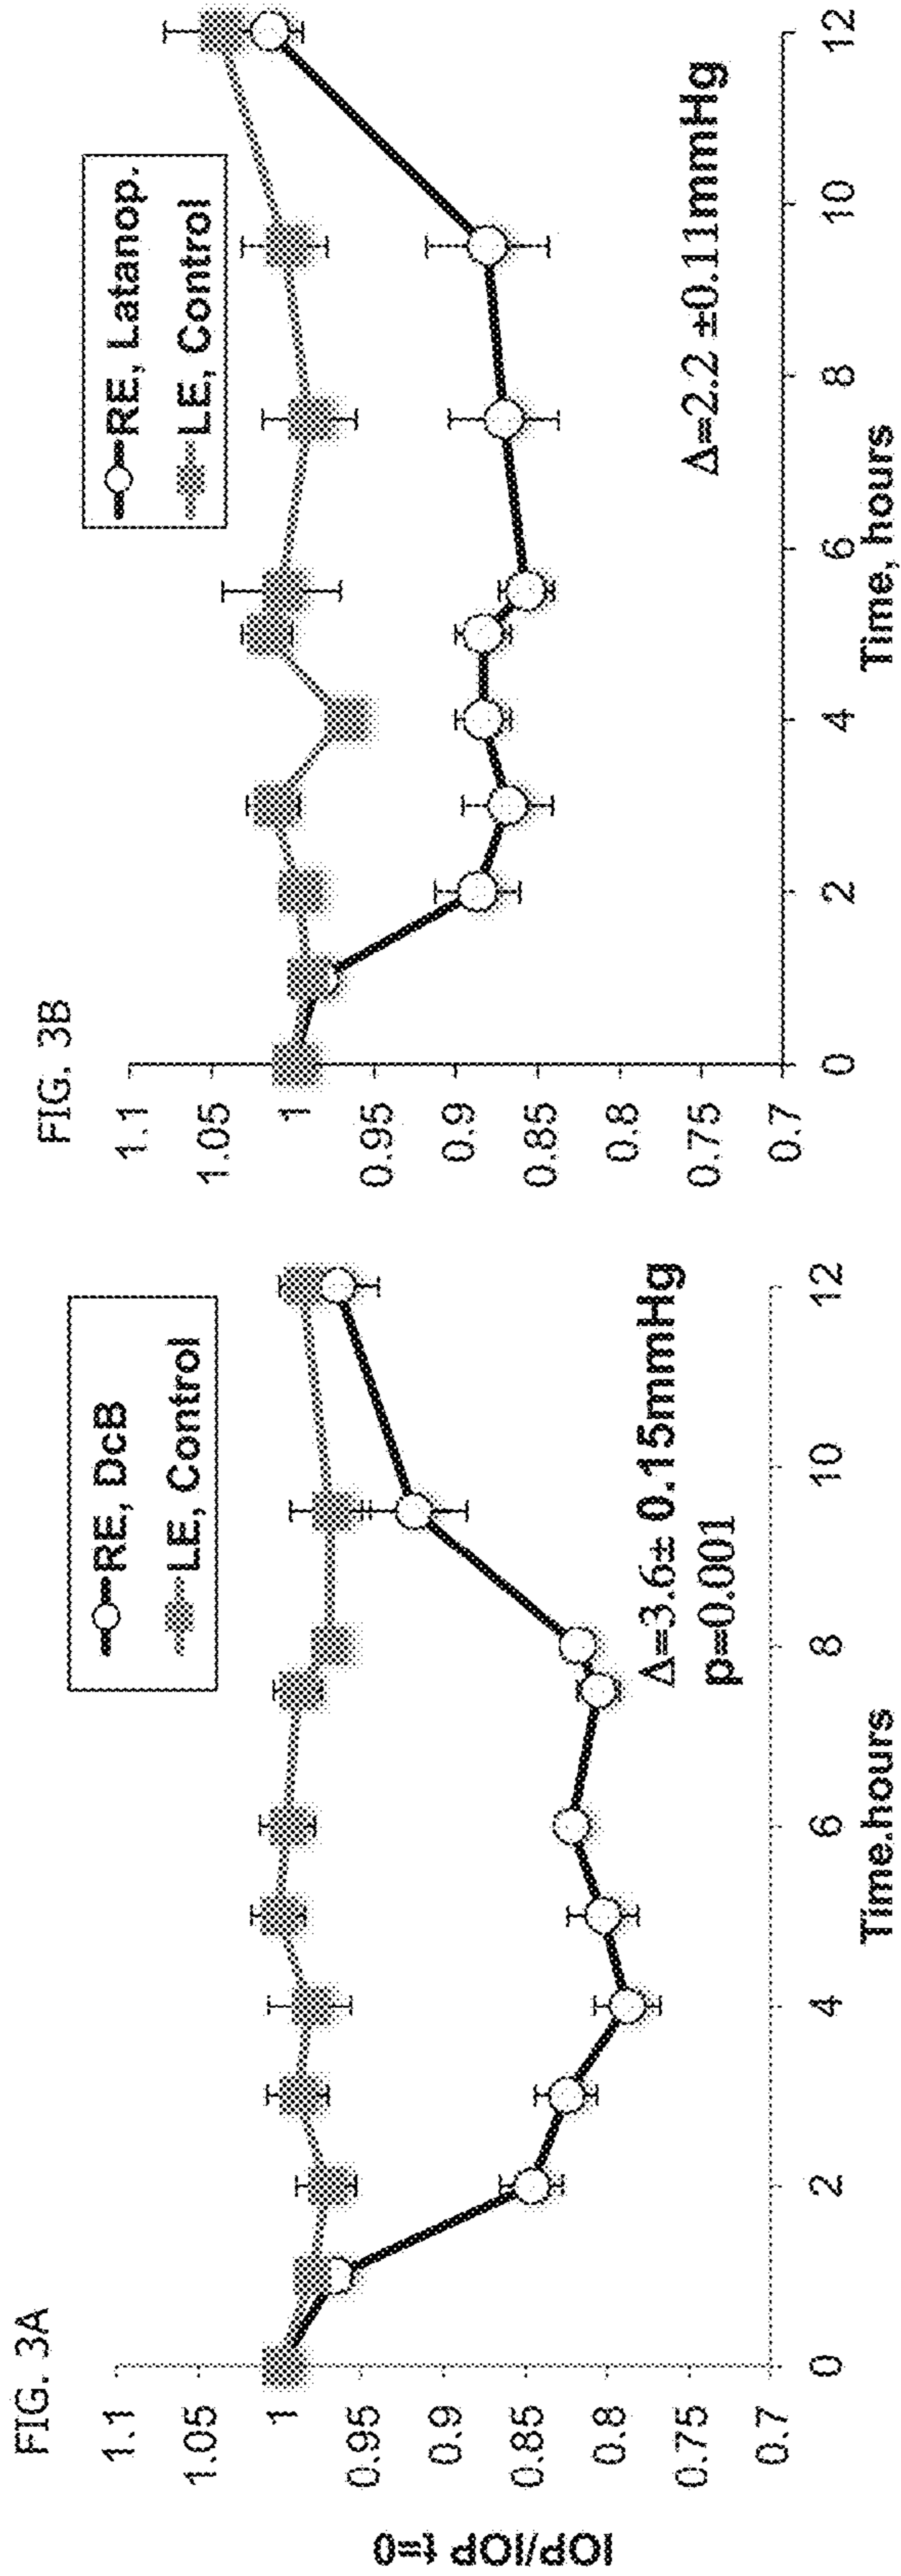 FIG. 3A
RE, DcB
LE, Control
1.1
1.05
1
0.95
0.9
0.85
0.8
0.75
0.7
IOP/IOP t=0
Δ=3.6± 0.15mmHg
p=0.001
0
2
4
6
8
10
12
Time.hours
FIG. 3B
RE, Latanop.
LE, Control
1.1
1.05
1
0.95
0.9
0.85
0.8
0.75
0.7
Δ=2.2 ±0.11mmHg
0
2
4
6
8
10
12
Time, hours